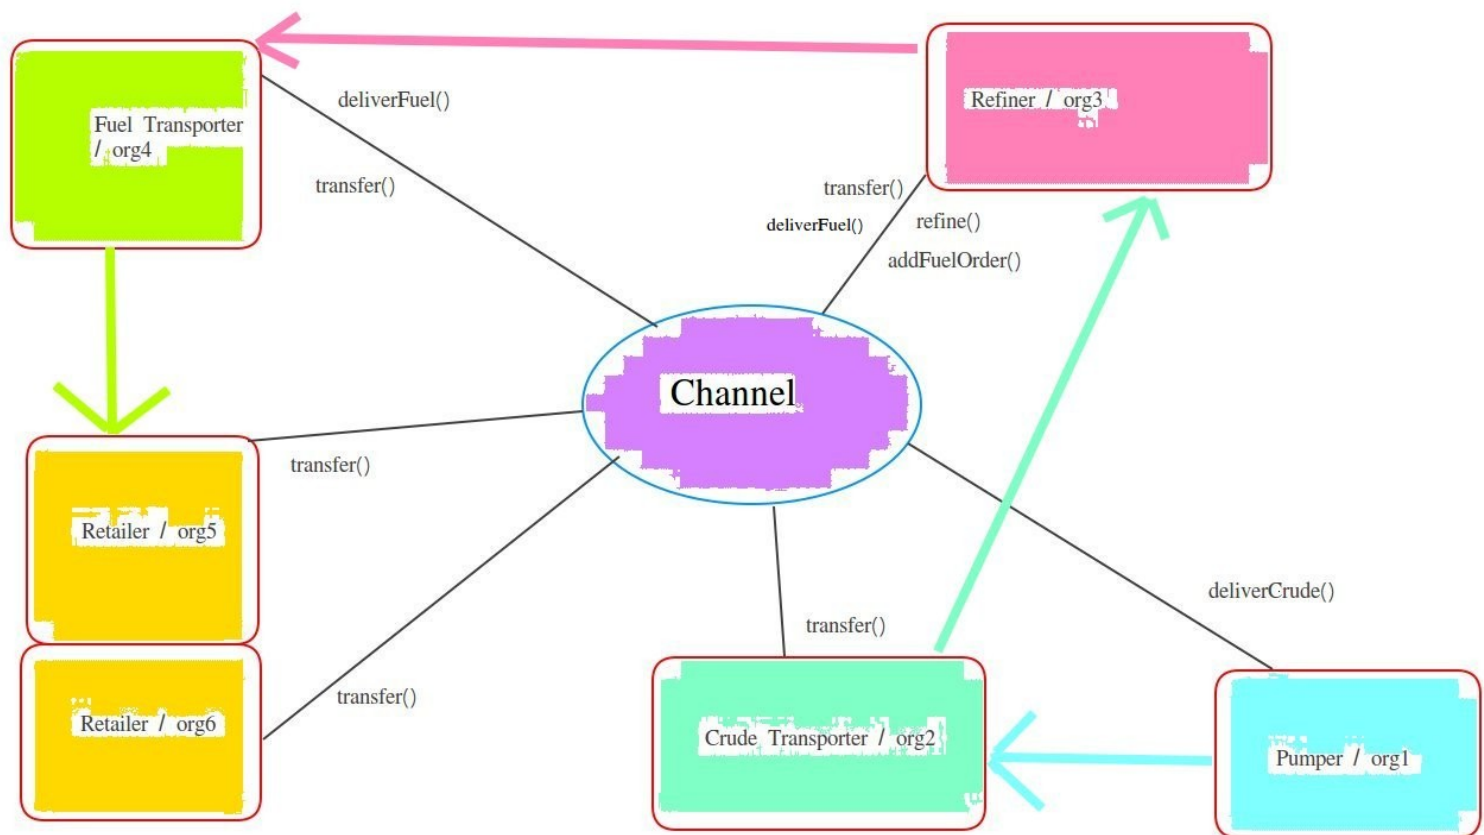 deliverFuel()
Refiner / org3
Fuel Transporter
/ org4
transfer()
transfer()
deliverFuel()
refine()
addFuelOrder()
Channel
transfer()
Retailer / org5
deliverCrude()
transfer()
transfer()
Retailer / org6
Crude Transporter / org2
Pumper / org1